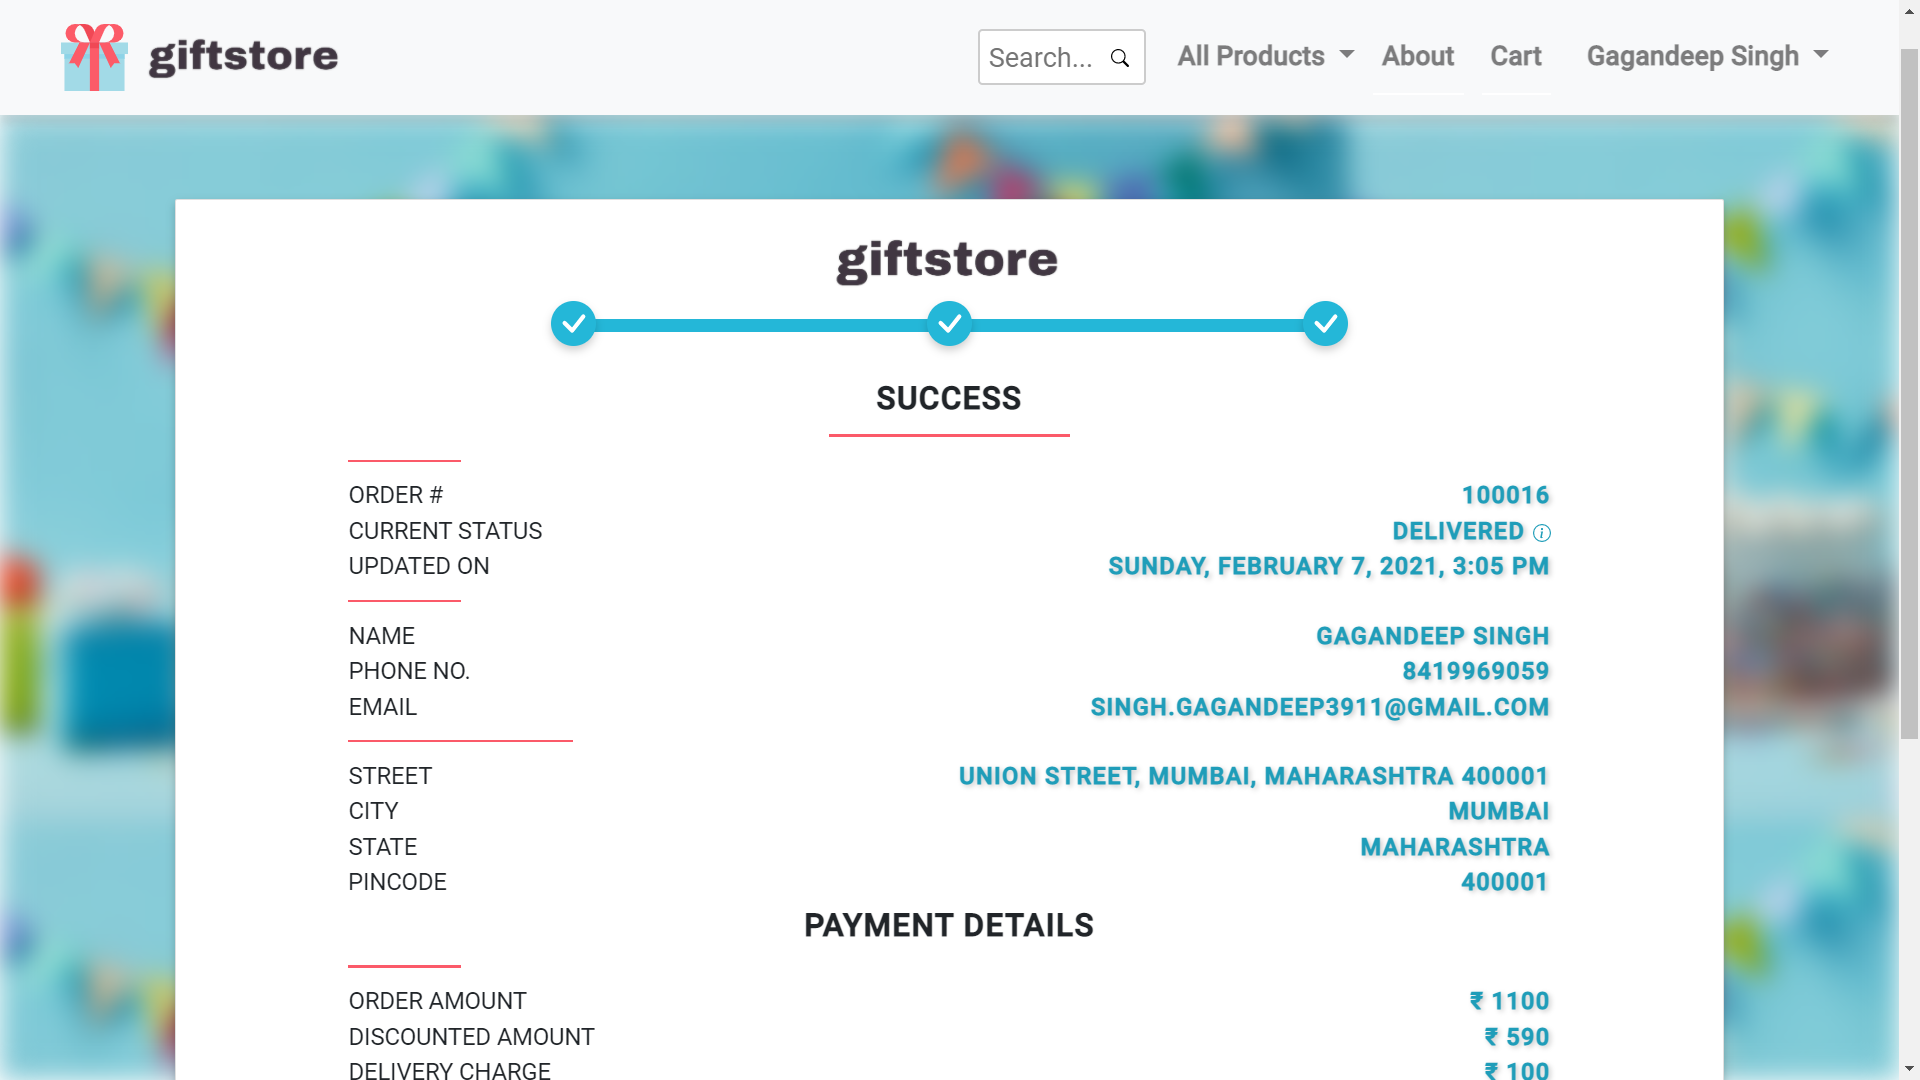 giftstore
Search...
All Products
About
Cart
Gagandeep Singh
giftstore
SUCCESS
ORDER # 100016
CURRENT STATUS DELIVERED
UPDATED ON SUNDAY, FEBRUARY 7, 2021, 3:05 PM
NAME GAGANDEEP SINGH
PHONE NO. 8419969059
EMAIL SINGH.GAGANDEEP3911@GMAIL.COM
STREET UNION STREET, MUMBAI, MAHARASHTRA 400001
CITY MUMBAI
STATE MAHARASHTRA
PINCODE 400001
PAYMENT DETAILS
ORDER AMOUNT ₹ 1100
DISCOUNTED AMOUNT ₹ 590
DELIVERY CHARGE ₹ 100